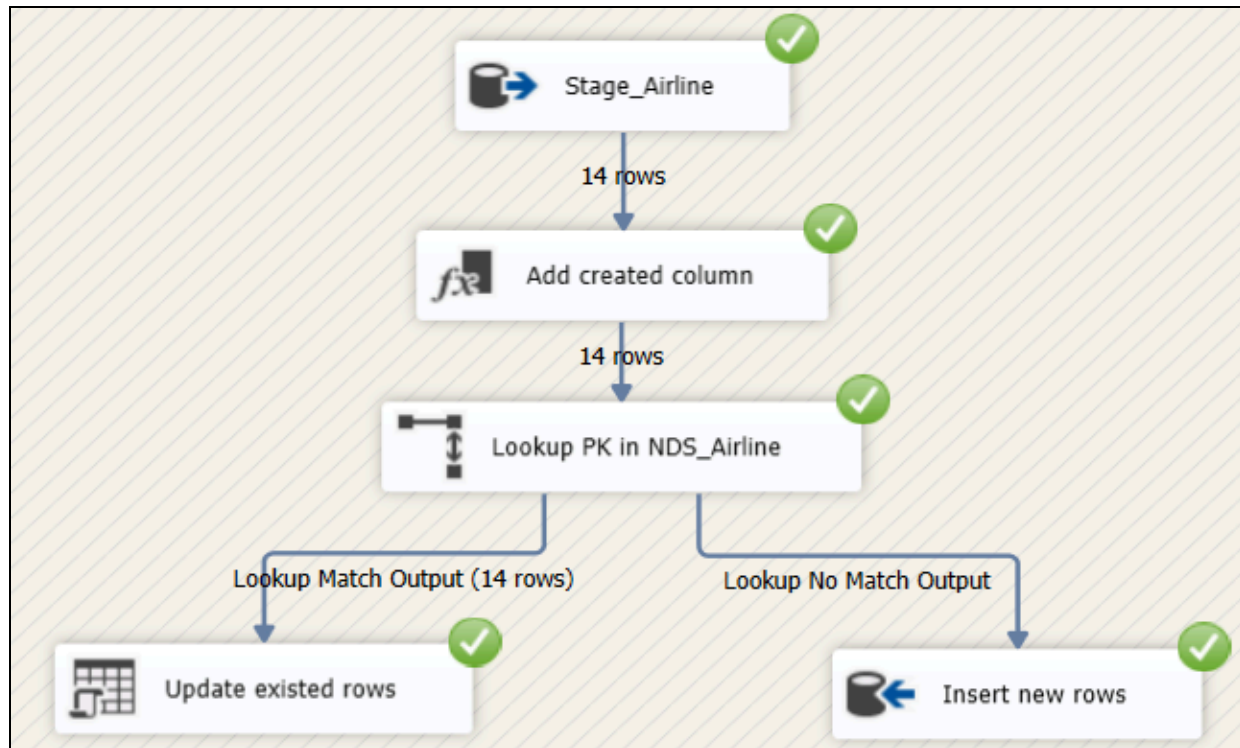 Stage_Airline
14 rows
Add created column
14 rows
Lookup PK in NDS_Airline
Lookup Match Output (14 rows)
Lookup No Match Output
Update existed rows
Insert new rows